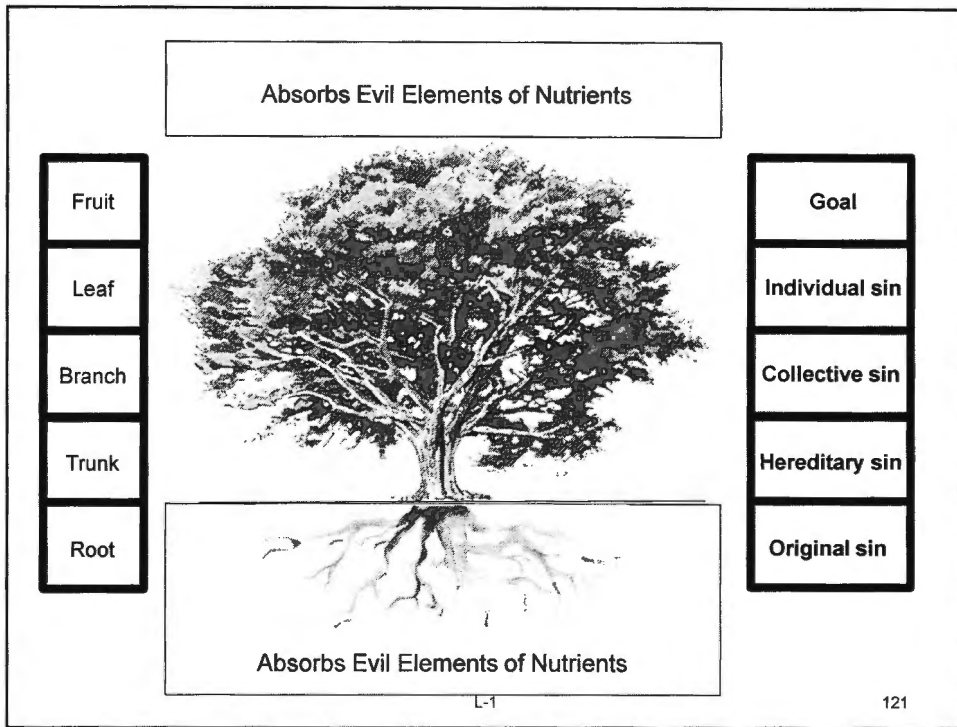 Absorbs Evil Elements of Nutrients
Fruit
Leaf
Branch
Trunk
Root
Goal
Individual sin
Collective sin
Hereditary sin
Original sin
Absorbs Evil Elements of Nutrients
L-1
121